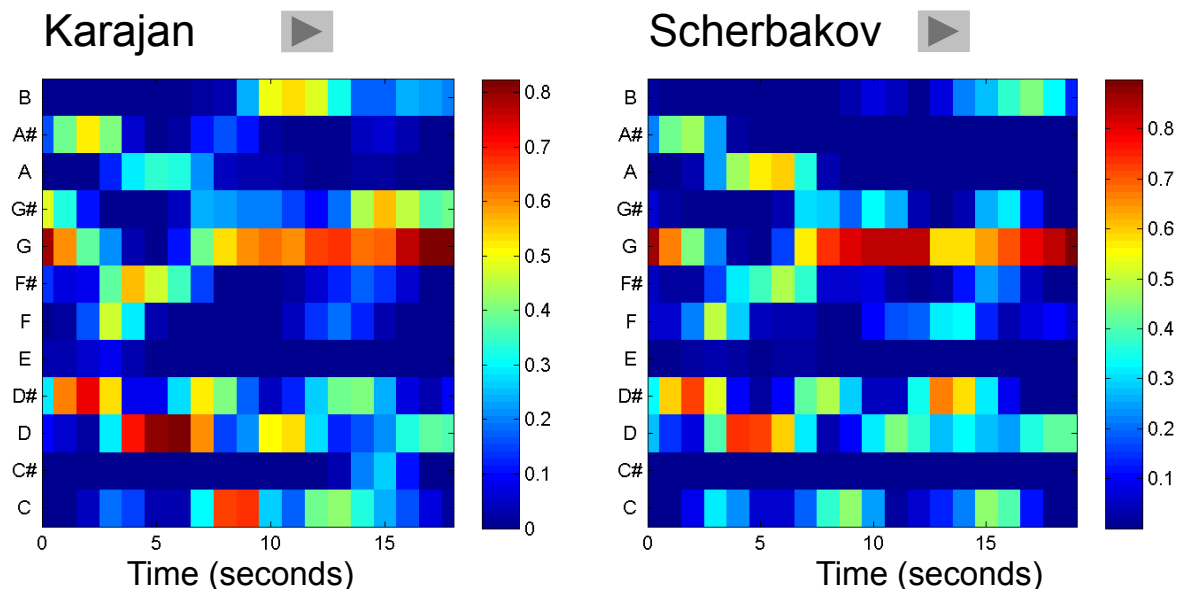 Karajan
B
A#
A
G#
G
F#
F
E
D#
D
C#
C
0 5 10 15
Time (seconds)
0.8
0.7
0.6
0.5
0.4
0.3
0.2
0.1
0
Scherbakov
B
A#
A
G#
G
F#
F
E
D#
D
C#
C
0 5 10 15
Time (seconds)
0.8
0.7
0.6
0.5
0.4
0.3
0.2
0.1